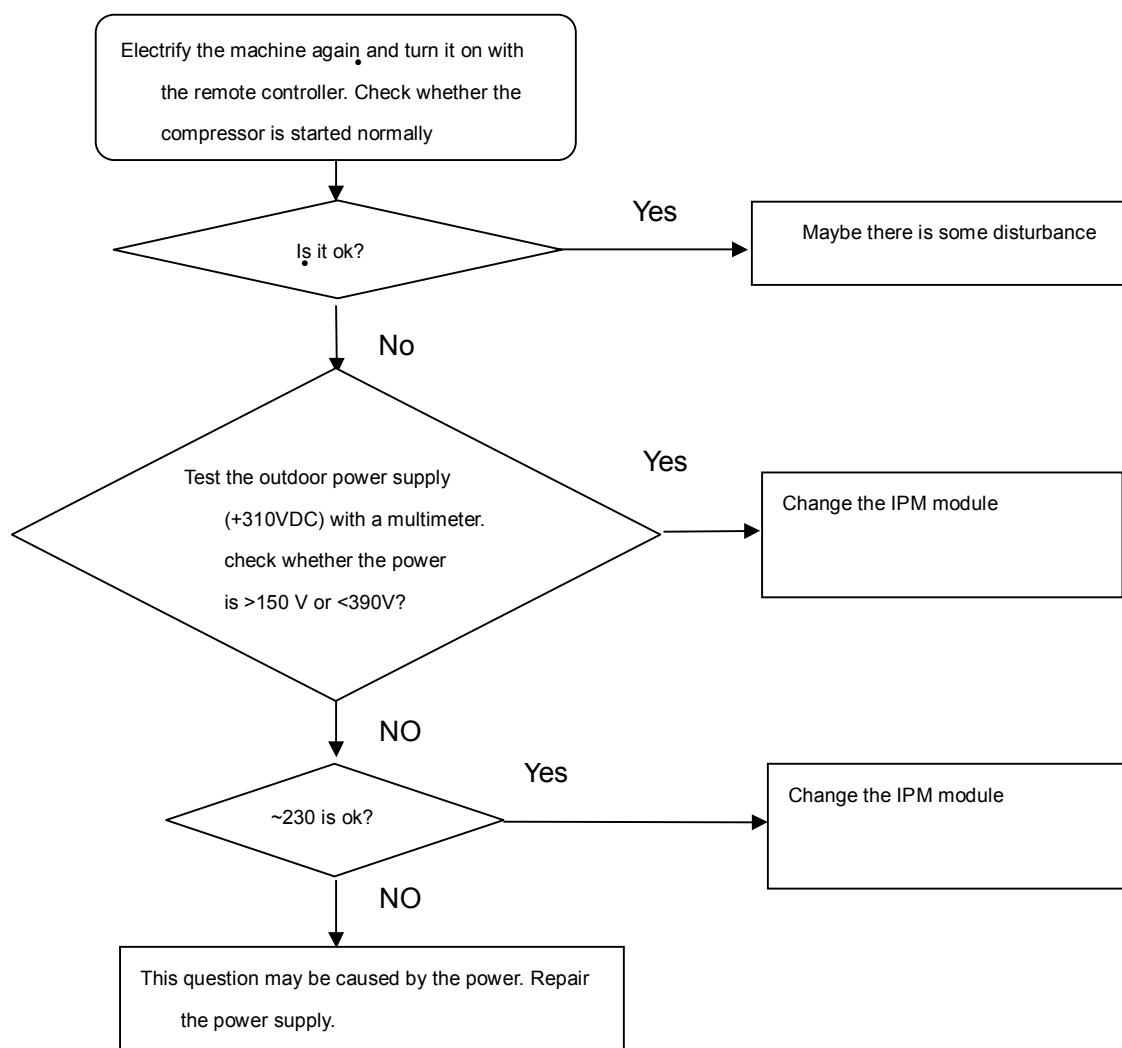 Electrify the machine again, and turn it on with
the remote controller. Check whether the
compressor is started normally
Yes
Is it ok?
Maybe there is some disturbance
No
Yes
Test the outdoor power supply
(+310VDC) with a multimeter.
check whether the power
is >150 V or <390V?
Change the IPM module
NO
Yes
~230 is ok?
Change the IPM module
NO
This question may be caused by the power. Repair
the power supply.